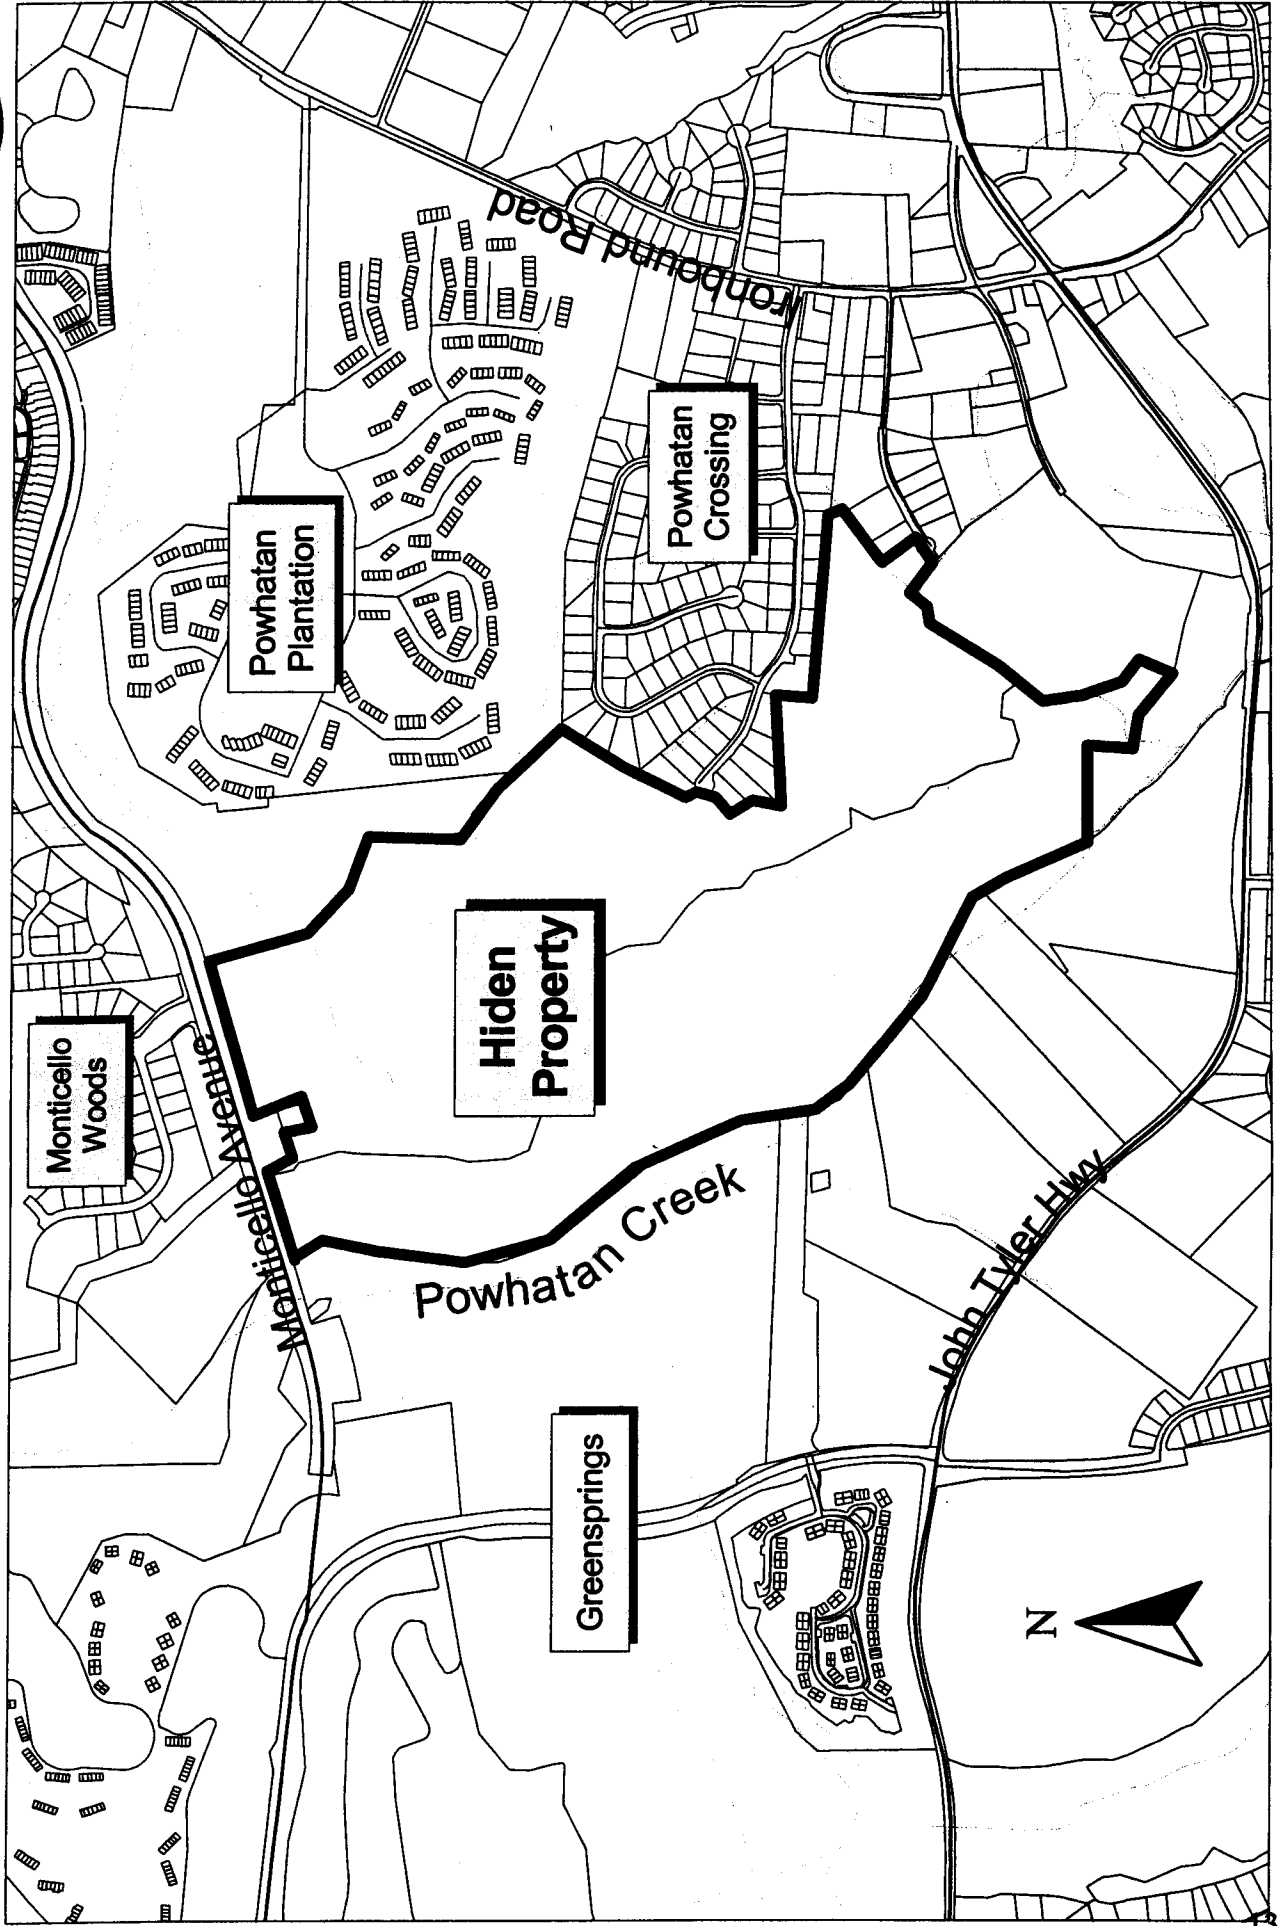 Monticello
Woods
Powhatan
Plantation
Powhatan
Crossing
Ironbound Road
Monticello Avenue
Hiden
Property
Powhatan Creek
John Tyler Hwy
Greensprings
N